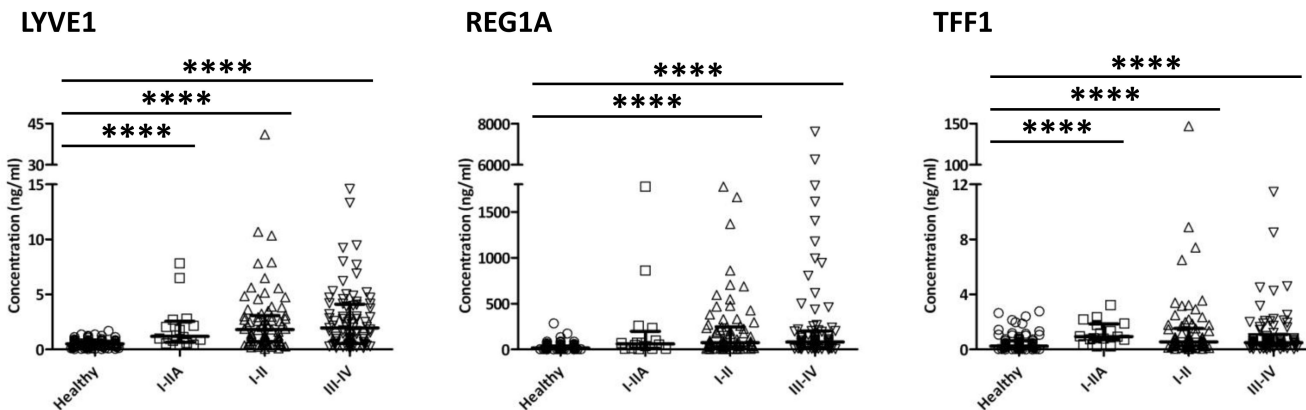 LYVE1
****
****
****
Concentration (ng/ml)
45
30
15
10
5
0
Healthy
I-IIA
I-II
III-IV
REG1A
****
****
Concentration (ng/ml)
8000
6000
1500
1000
500
0
Healthy
I-IIA
I-II
III-IV
TFF1
****
****
****
Concentration (ng/ml)
150
100
12
8
4
0
Healthy
I-IIA
I-II
III-IV